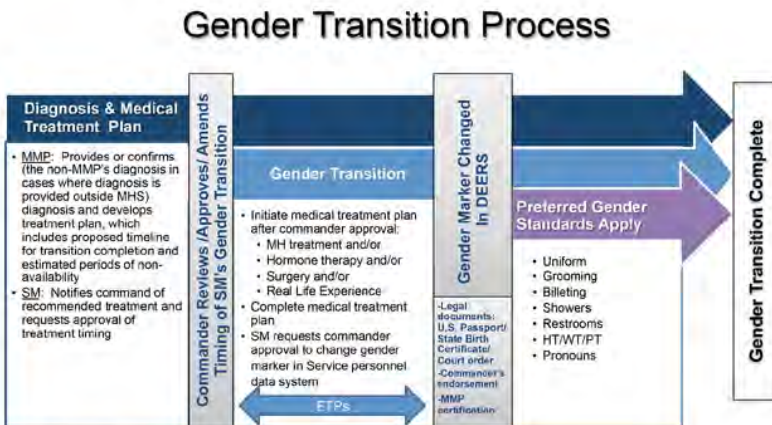 Gender Transition Process
Diagnosis & Medical
Treatment Plan
• MMP: Provides or confirms
(the non-MMP's diagnosis in
cases where diagnosis is
provided outside MHS)
diagnosis and develops
treatment plan, which
includes proposed timeline
for transition completion and
estimated periods of non-
availability
• SM: Notifies command of
recommended treatment and
requests approval of
treatment timing
Commander Reviews /Approves/ Amends
Timing of SM's Gender Transition
Gender Transition
• Initiate medical treatment plan
after commander approval:
• MH treatment and/or
• Hormone therapy and/or
• Surgery and/or
• Real Life Experience
• Complete medical treatment
plan
• SM requests commander
approval to change gender
marker in Service personnel
data system
ETPs
Gender Marker Changed
In DEERS
-Legal
documents:
U.S. Passport/
State Birth
Certificate/
Court order
-Commander's
endorsement
-MMP
certification
Preferred Gender
Standards Apply
• Uniform
• Grooming
• Billeting
• Showers
• Restrooms
• HT/WT/PT
• Pronouns
Gender Transition Complete